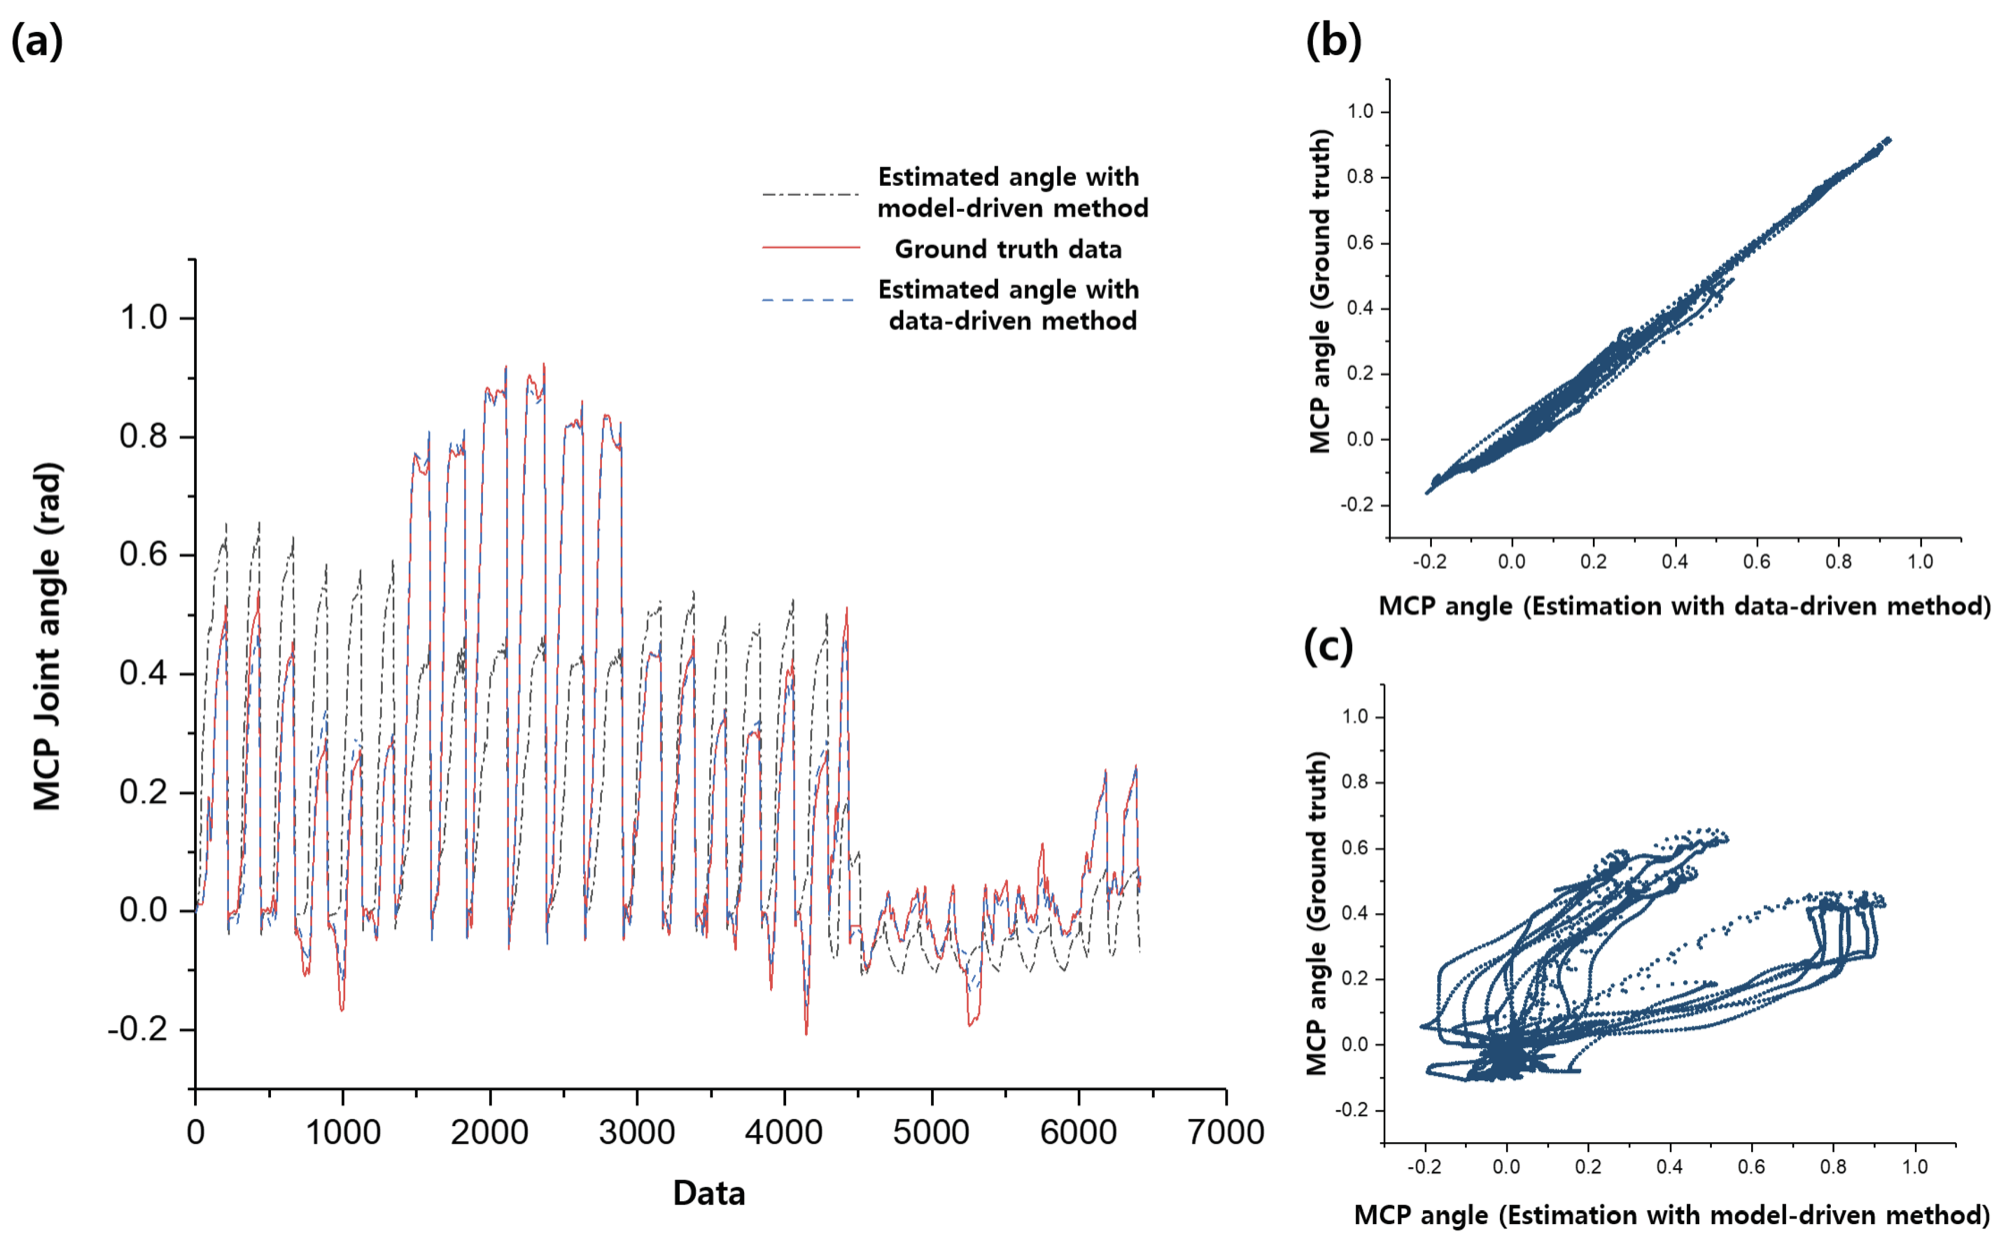 (a)
Estimated angle with
model-driven method
Ground truth data
Estimated angle with
data-driven method
MCP Joint angle (rad)
1.0
0.8
0.6
0.4
0.2
0.0
-0.2
0 1000 2000 3000 4000 5000 6000 7000
Data
(b)
MCP angle (Ground truth)
1.0
0.8
0.6
0.4
0.2
0.0
-0.2
-0.2 0.0 0.2 0.4 0.6 0.8 1.0
MCP angle (Estimation with data-driven method)
(c)
MCP angle (Ground truth)
1.0
0.8
0.6
0.4
0.2
0.0
-0.2
-0.2 0.0 0.2 0.4 0.6 0.8 1.0
MCP angle (Estimation with model-driven method)